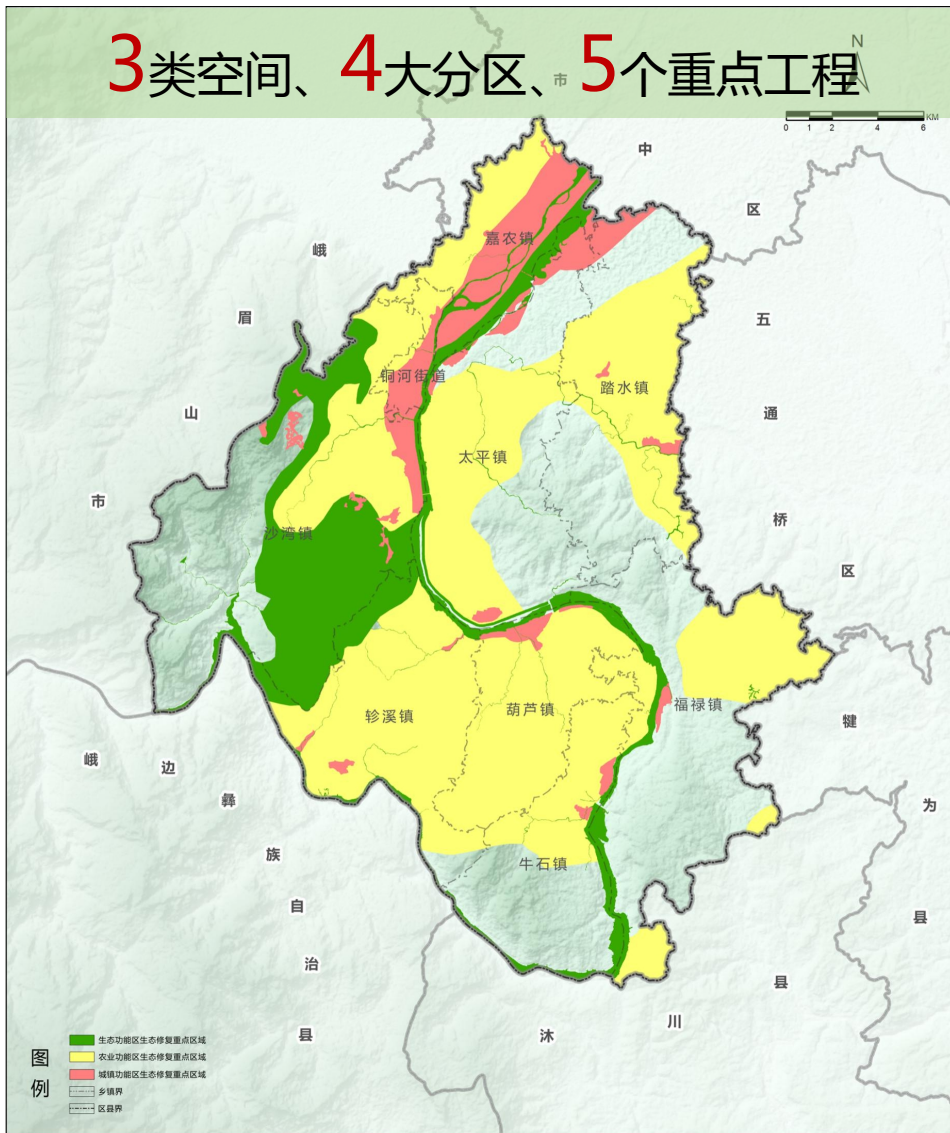 3类空间、4大分区、5个重点工程
N
市
KM
0 1 2 4 6
中
区
峨
眉
山
市
嘉农镇
五
通
桥
区
铜河街道
踏水镇
太平镇
沙湾镇
轸溪镇
葫芦镇
福禄镇
犍
为
县
峨
边
彝
族
自
治
县
牛石镇
沐
川
县
图例
生态功能区生态修复重点区域
农业功能区生态修复重点区域
城镇功能区生态修复重点区域
乡镇界
区县界